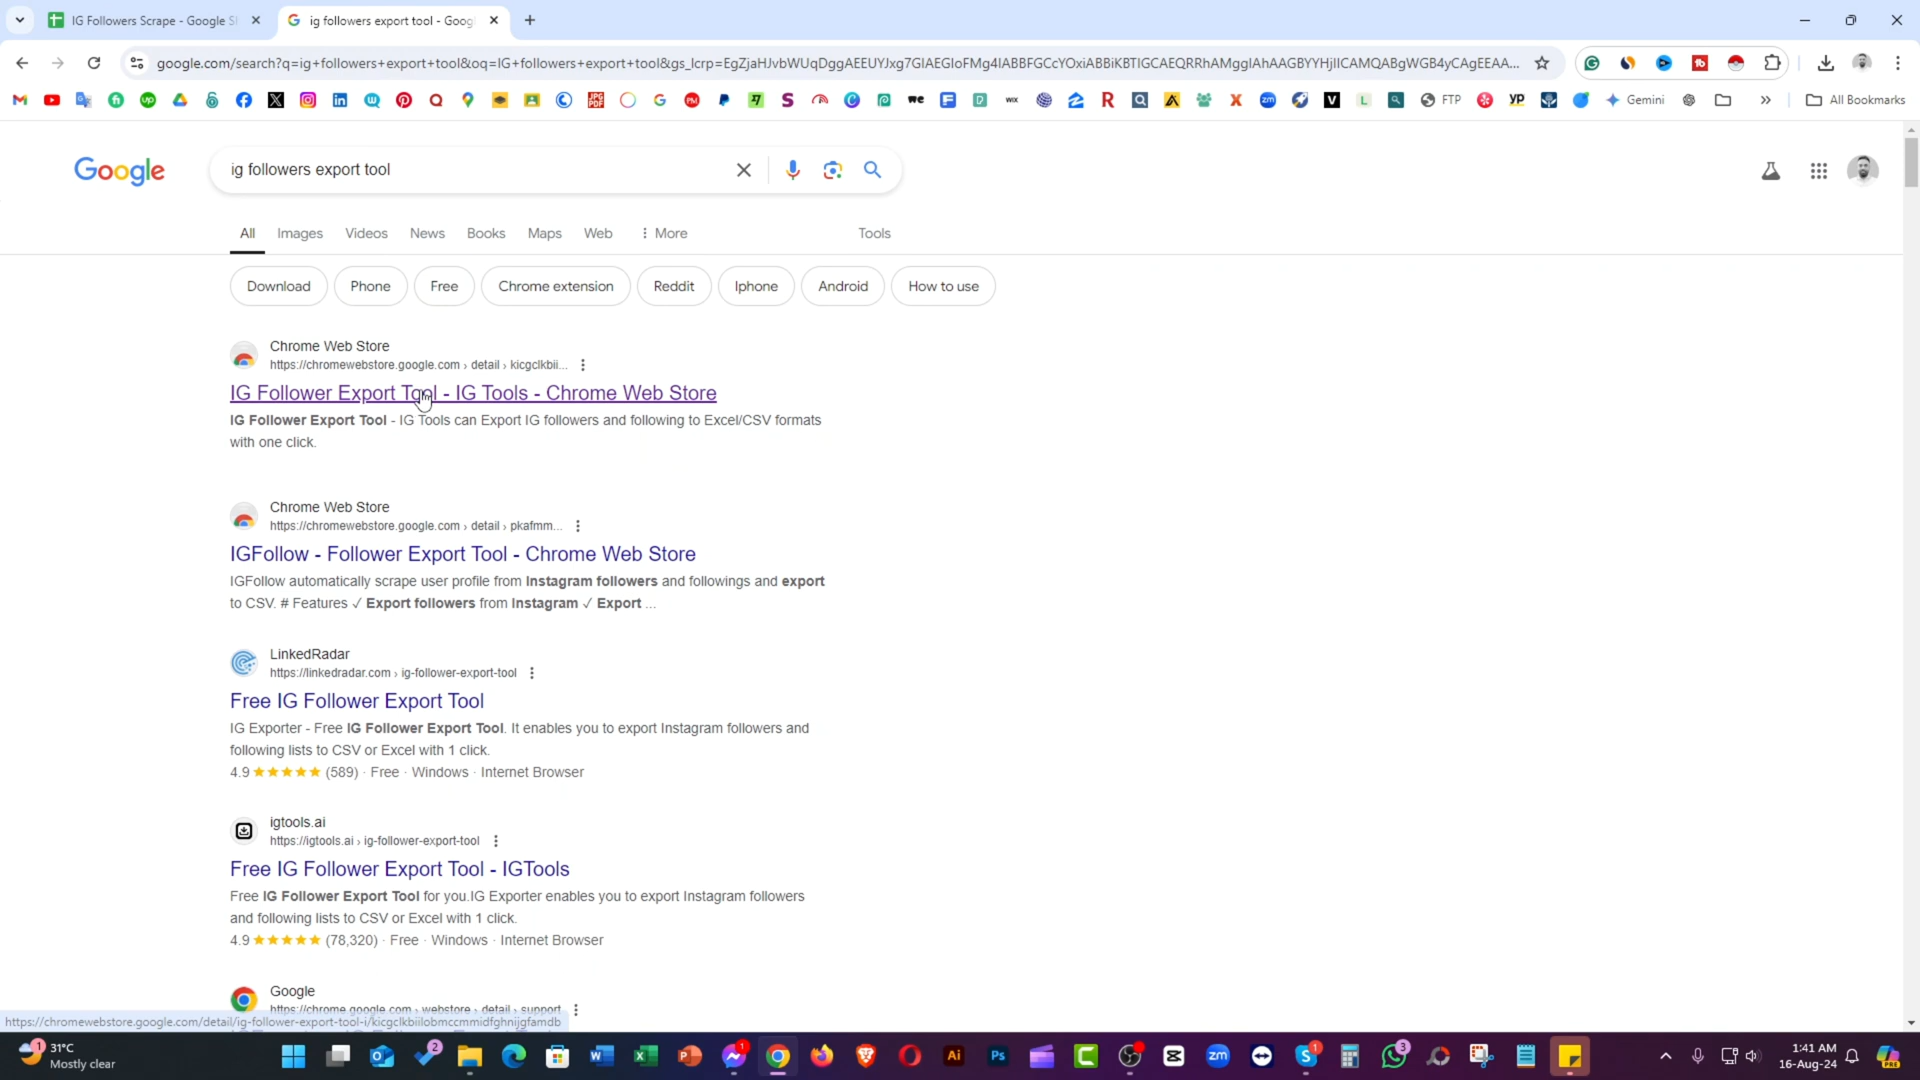 IG Followers Scrape - Google S
ig followers export tool - Goog
google.com/search?q=ig+followers+export+tool&oq=IG+followers+export+tool&gs_lcrp=
FTP
Gemini
All Bookmarks
Google
ig followers export tool
All
Images
Videos
News
Books
Maps
Web
More
Tools
Download
Phone
Free
Chrome extension
Reddit
Iphone
Android
How to use
Chrome Web Store
https://chromewebstore.google.com › detail › kicgclkbii...
IG Follower Export Tool - IG Tools - Chrome Web Store
IG Follower Export Tool - IG Tools can Export IG followers and following to Excel/CSV formats
with one click.
Chrome Web Store
https://chromewebstore.google.com › detail › pkafmm...
IGFollow - Follower Export Tool - Chrome Web Store
IGFollow automatically scrape user profile from Instagram followers and followings and export
to CSV. # Features ✓ Export followers from Instagram ✓ Export ...
LinkedRadar
https://linkedradar.com › ig-follower-export-tool
Free IG Follower Export Tool
IG Exporter - Free IG Follower Export Tool. It enables you to export Instagram followers and
following lists to CSV or Excel with 1 click.
4.9 ★★★★★ (589) · Free · Windows · Internet Browser
igtools.ai
https://igtools.ai › ig-follower-export-tool
Free IG Follower Export Tool - IGTools
Free IG Follower Export Tool for you.IG Exporter enables you to export Instagram followers
and following lists to CSV or Excel with 1 click.
4.9 ★★★★★ (78,320) · Free · Windows · Internet Browser
Google
https://chrome.google.com › webstore › detail › support
https://chromewebstore.google.com/detail/ig-follower-export-tool-i/kicgclkbiilobmccmmidfghnijgfamdb
31°C
Mostly clear
1:41 AM
16-Aug-24